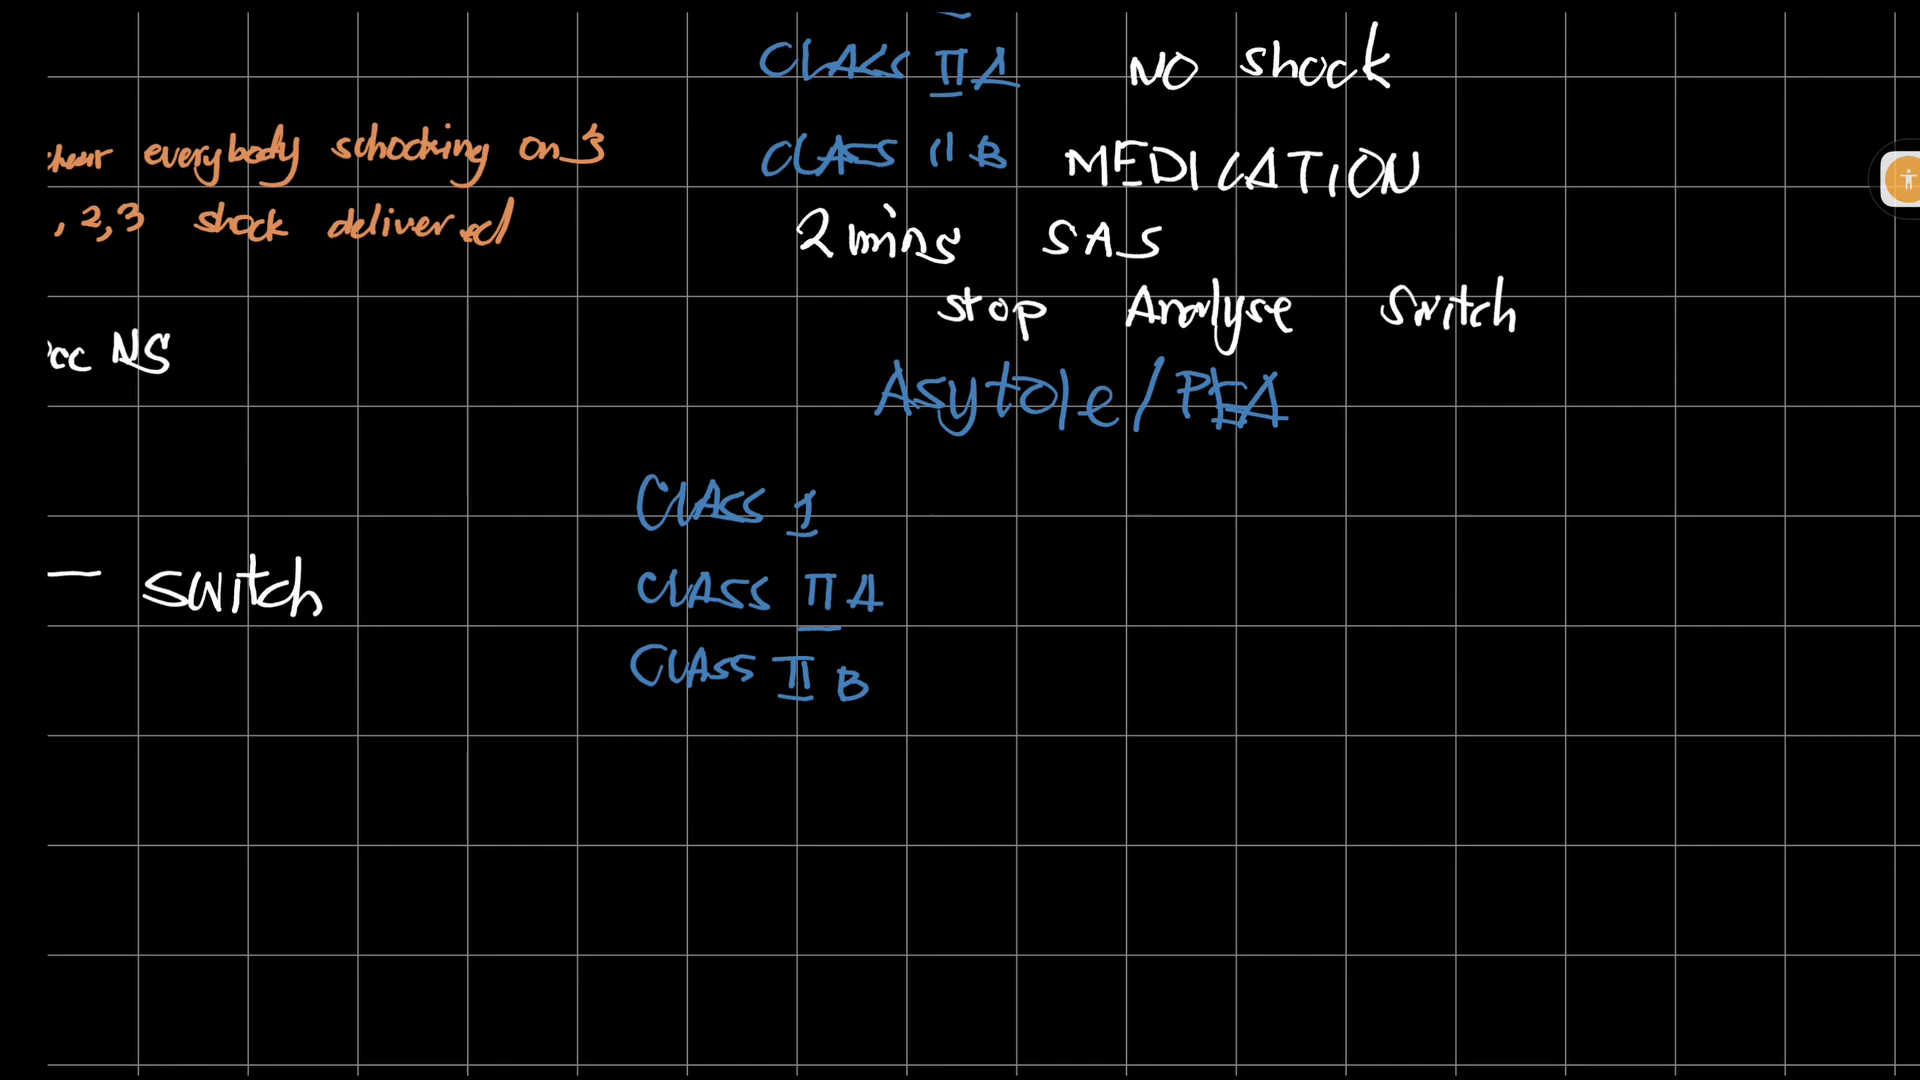 CLASS II A NO shock
everybody schocking on 3
CLASS II B MEDICATION
, 2, 3 shock delivered
2 mins SAS
stop Analyse Switch
cc NS
Asytole / PEA
CLASS 1
— switch
CLASS II A
CLASS II B